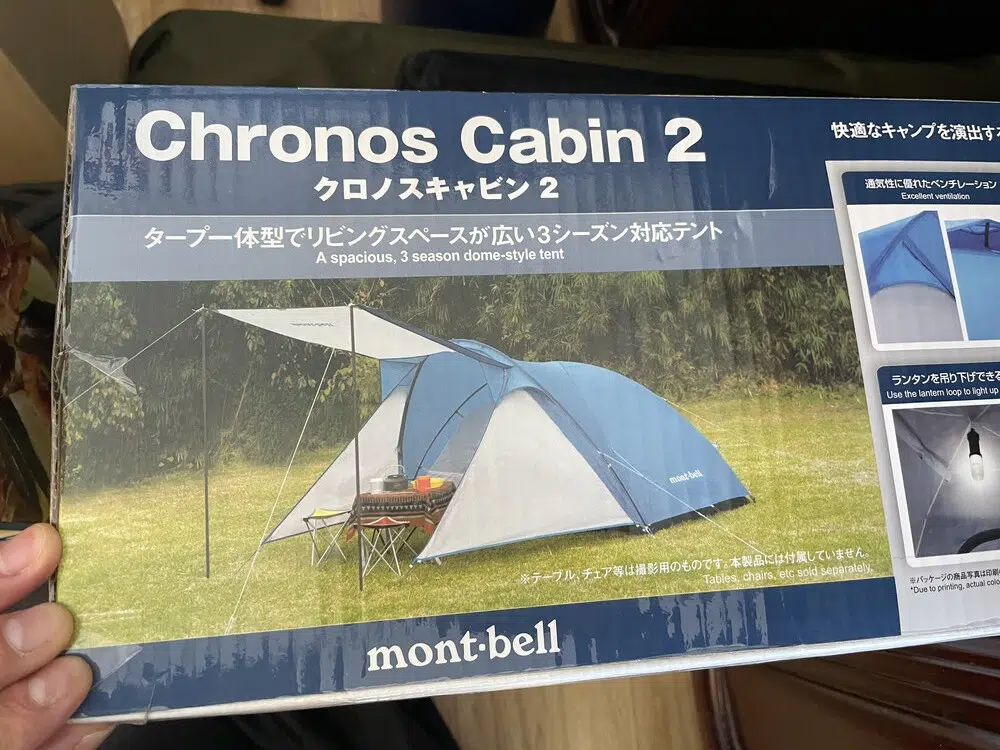 Chronos Cabin 2
クロノスキャビン 2
タープ一体型でリビングスペースが広い3シーズン対応テント
A spacious, 3 season dome-style tent
mont-bell
mont-bell
※テーブル、チェア等は撮影用のものです。本製品には付属していません。
Tables, chairs, etc sold separately.
mont-bell
快適なキャンプを演出する
通気性に優れたベンチレーション
Excellent ventilation
ランタンを吊り下げできる
Use the lantern loop to light up
※パッケージの商品写真は印刷
*Due to printing, actual